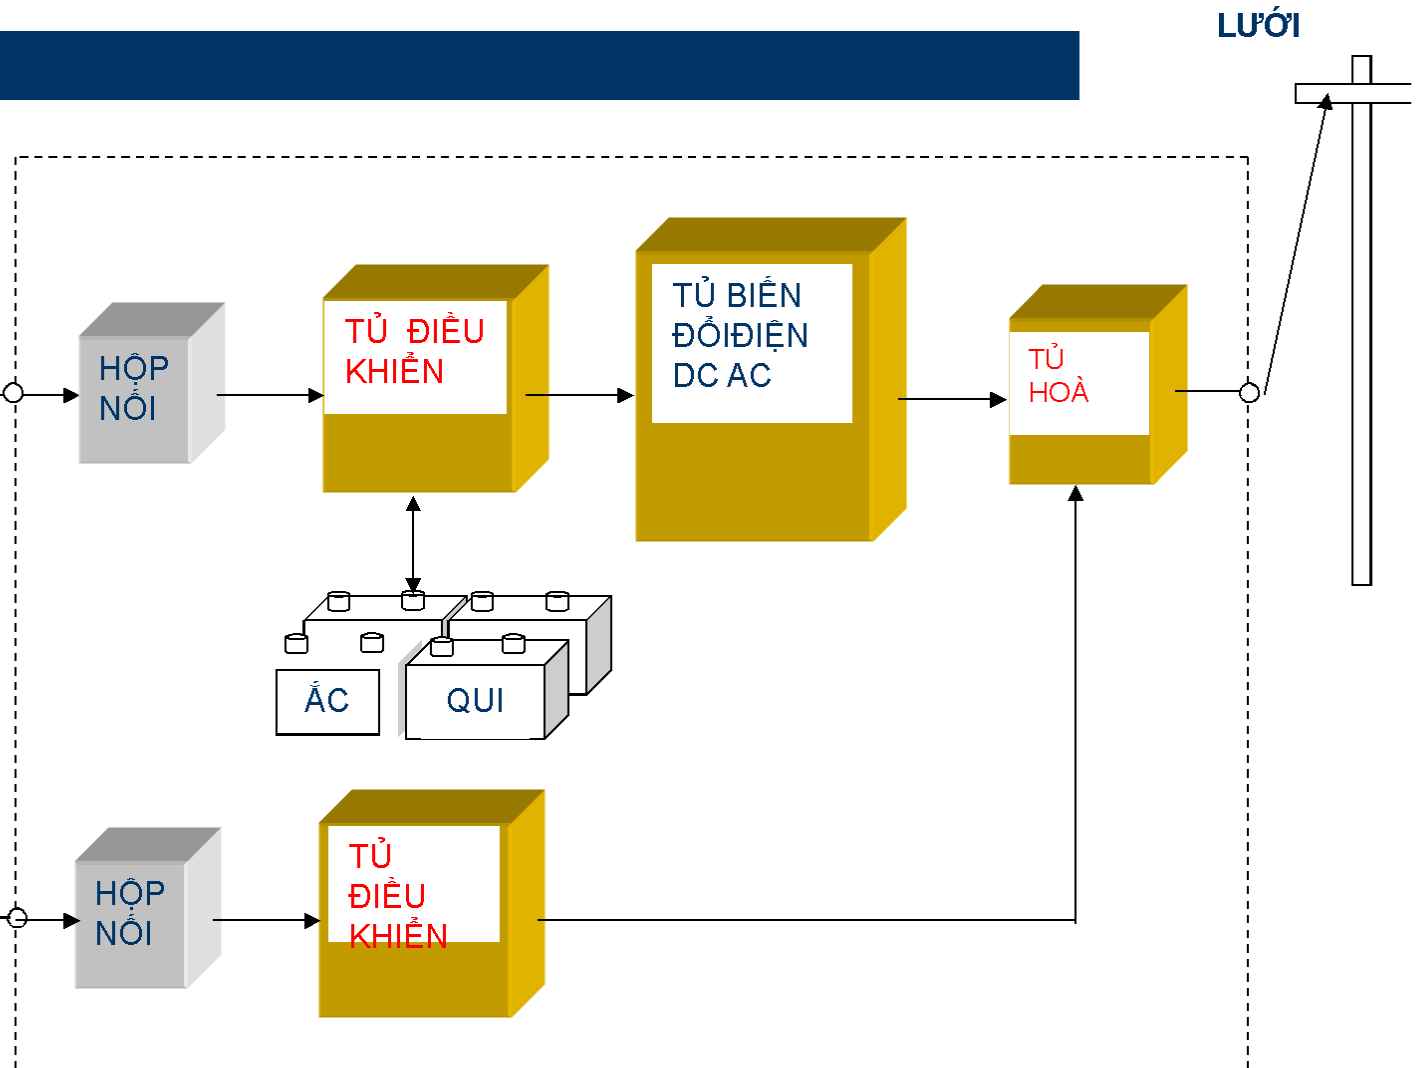 LƯỚI
HỘP
NỐI
TỦ ĐIỀU
KHIỂN
TỦ BIẾN
ĐỔIĐIỆN
DC AC
TỦ
HOÀ
ẮC
QUI
HỘP
NỐI
TỦ
ĐIỀU
KHIỂN